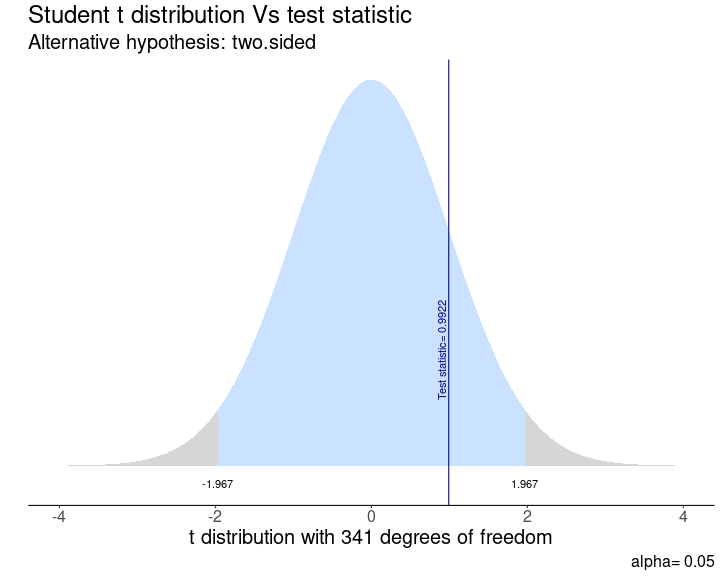 Student t distribution Vs test statistic
Alternative hypothesis: two.sided
Test statistic= 0.9922
-1.967
1.967
-4
-2
0
2
4
t distribution with 341 degrees of freedom
alpha= 0.05